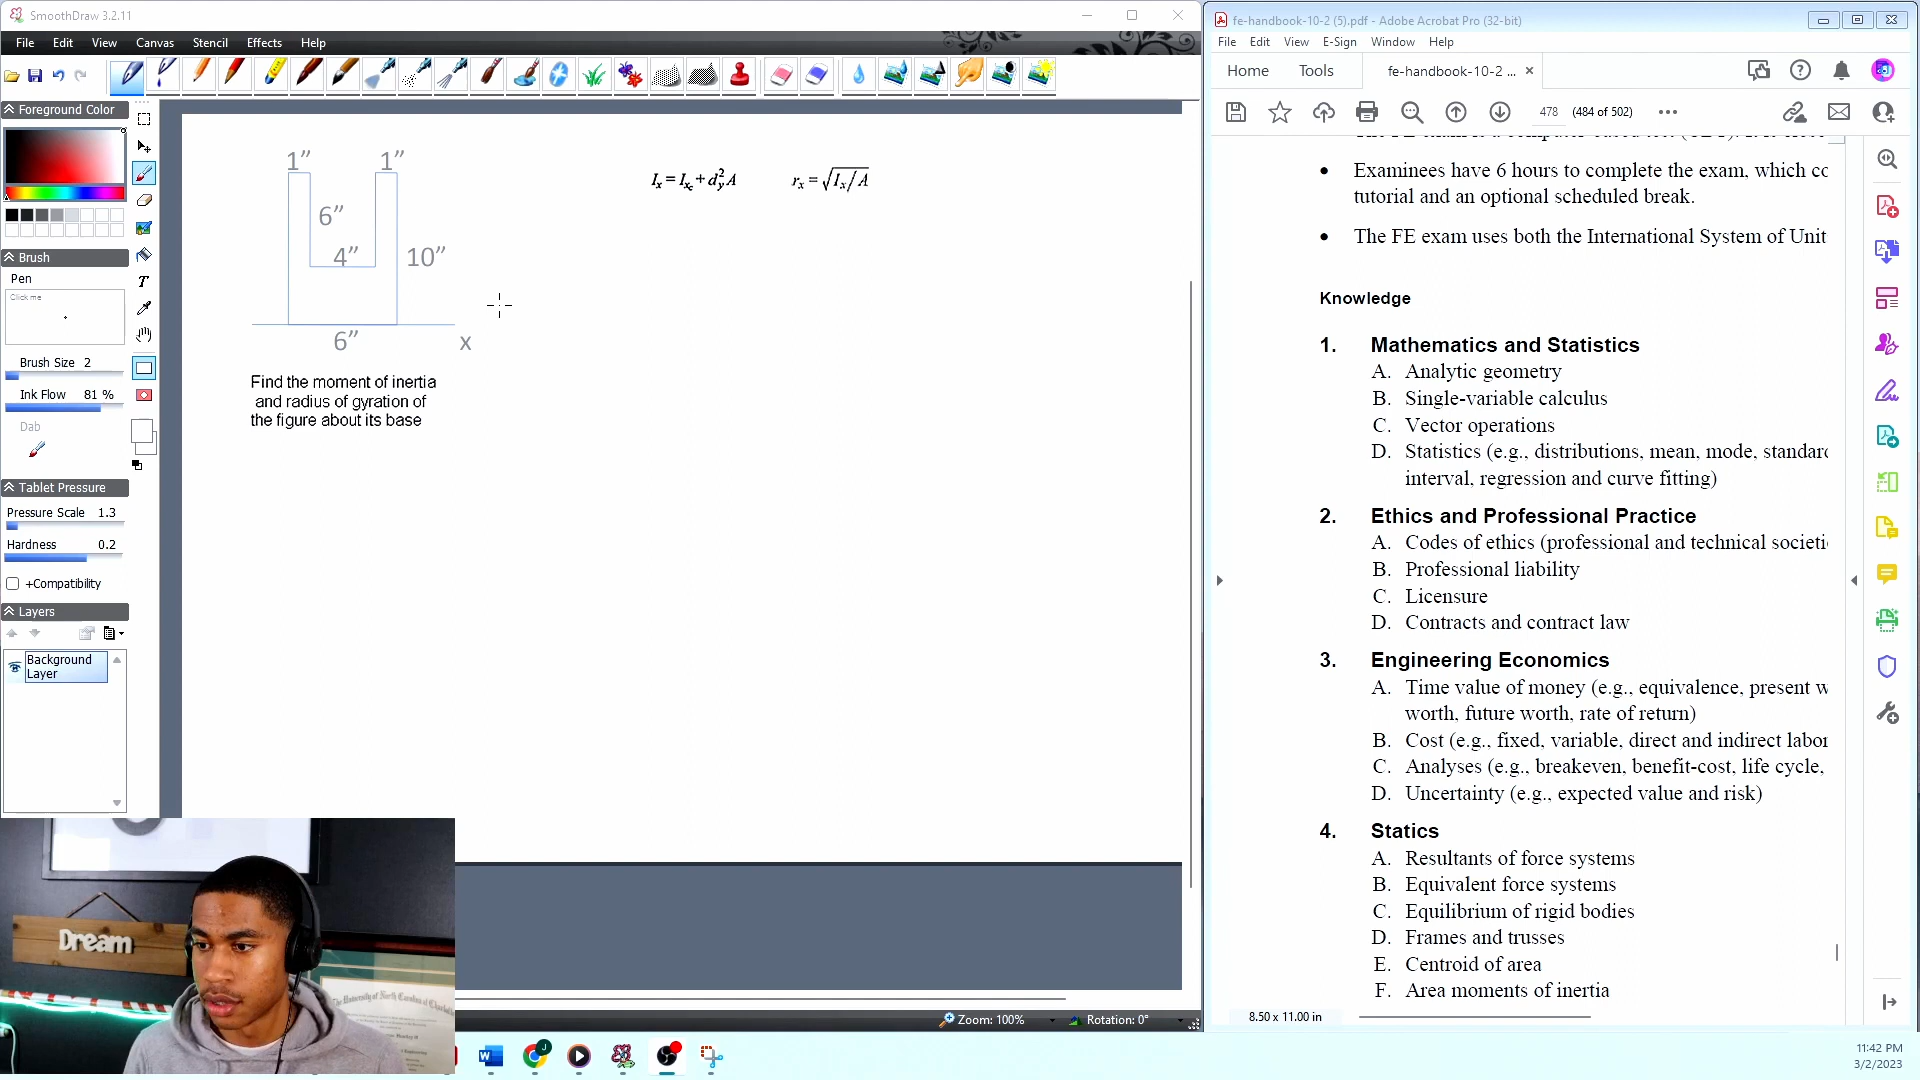 SmoothDraw 3.2.11
File Edit View Canvas Stencil Effects Help
Foreground Color
Brush
Pen
Click me
Brush Size 2
Ink Flow 81 %
Dab
Tablet Pressure
Pressure Scale 1.3
Hardness 0.2
+Compatibility
Layers
Background
Layer
1” 1”
6”
4” 10”
6” x
Find the moment of inertia
and radius of gyration of
the figure about its base
Iₓ = Iₓc + d_y² A rₓ = √(Iₓ/A)
Zoom: 100% Rotation: 0°
Dream
fe-handbook-10-2 (5).pdf - Adobe Acrobat Pro (32-bit)
File Edit View E-Sign Window Help
Home Tools fe-handbook-10-2 ... ×
478 (484 of 502)
• Examinees have 6 hours to complete the exam, which co
tutorial and an optional scheduled break.
• The FE exam uses both the International System of Unit
Knowledge
1. Mathematics and Statistics
A. Analytic geometry
B. Single-variable calculus
C. Vector operations
D. Statistics (e.g., distributions, mean, mode, standard
interval, regression and curve fitting)
2. Ethics and Professional Practice
A. Codes of ethics (professional and technical societi
B. Professional liability
C. Licensure
D. Contracts and contract law
3. Engineering Economics
A. Time value of money (e.g., equivalence, present w
worth, future worth, rate of return)
B. Cost (e.g., fixed, variable, direct and indirect labor
C. Analyses (e.g., breakeven, benefit-cost, life cycle,
D. Uncertainty (e.g., expected value and risk)
4. Statics
A. Resultants of force systems
B. Equivalent force systems
C. Equilibrium of rigid bodies
D. Frames and trusses
E. Centroid of area
F. Area moments of inertia
8.50 x 11.00 in
11:42 PM
3/2/2023